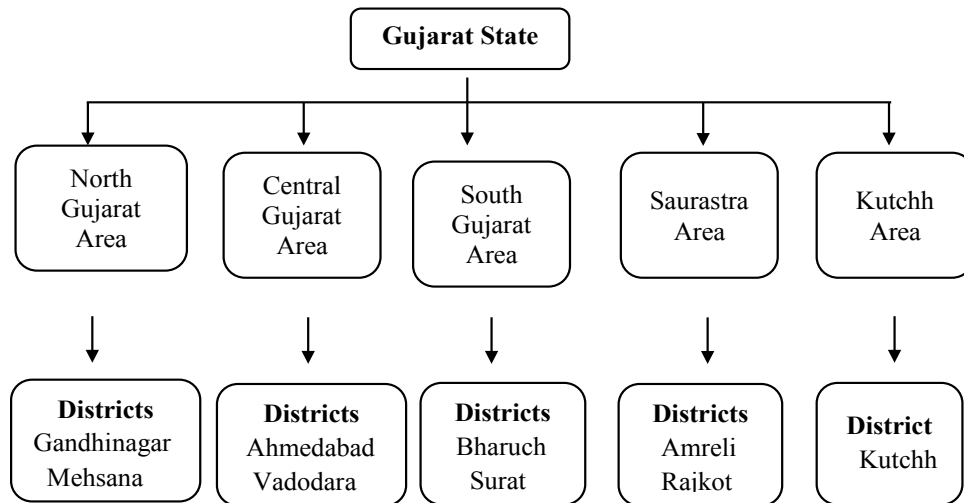 Gujarat State
North
Gujarat
Area
Central
Gujarat
Area
South
Gujarat
Area
Saurastra
Area
Kutchh
Area
Districts
Gandhinagar
Mehsana
Districts
Ahmedabad
Vadodara
Districts
Bharuch
Surat
Districts
Amreli
Rajkot
District
Kutchh